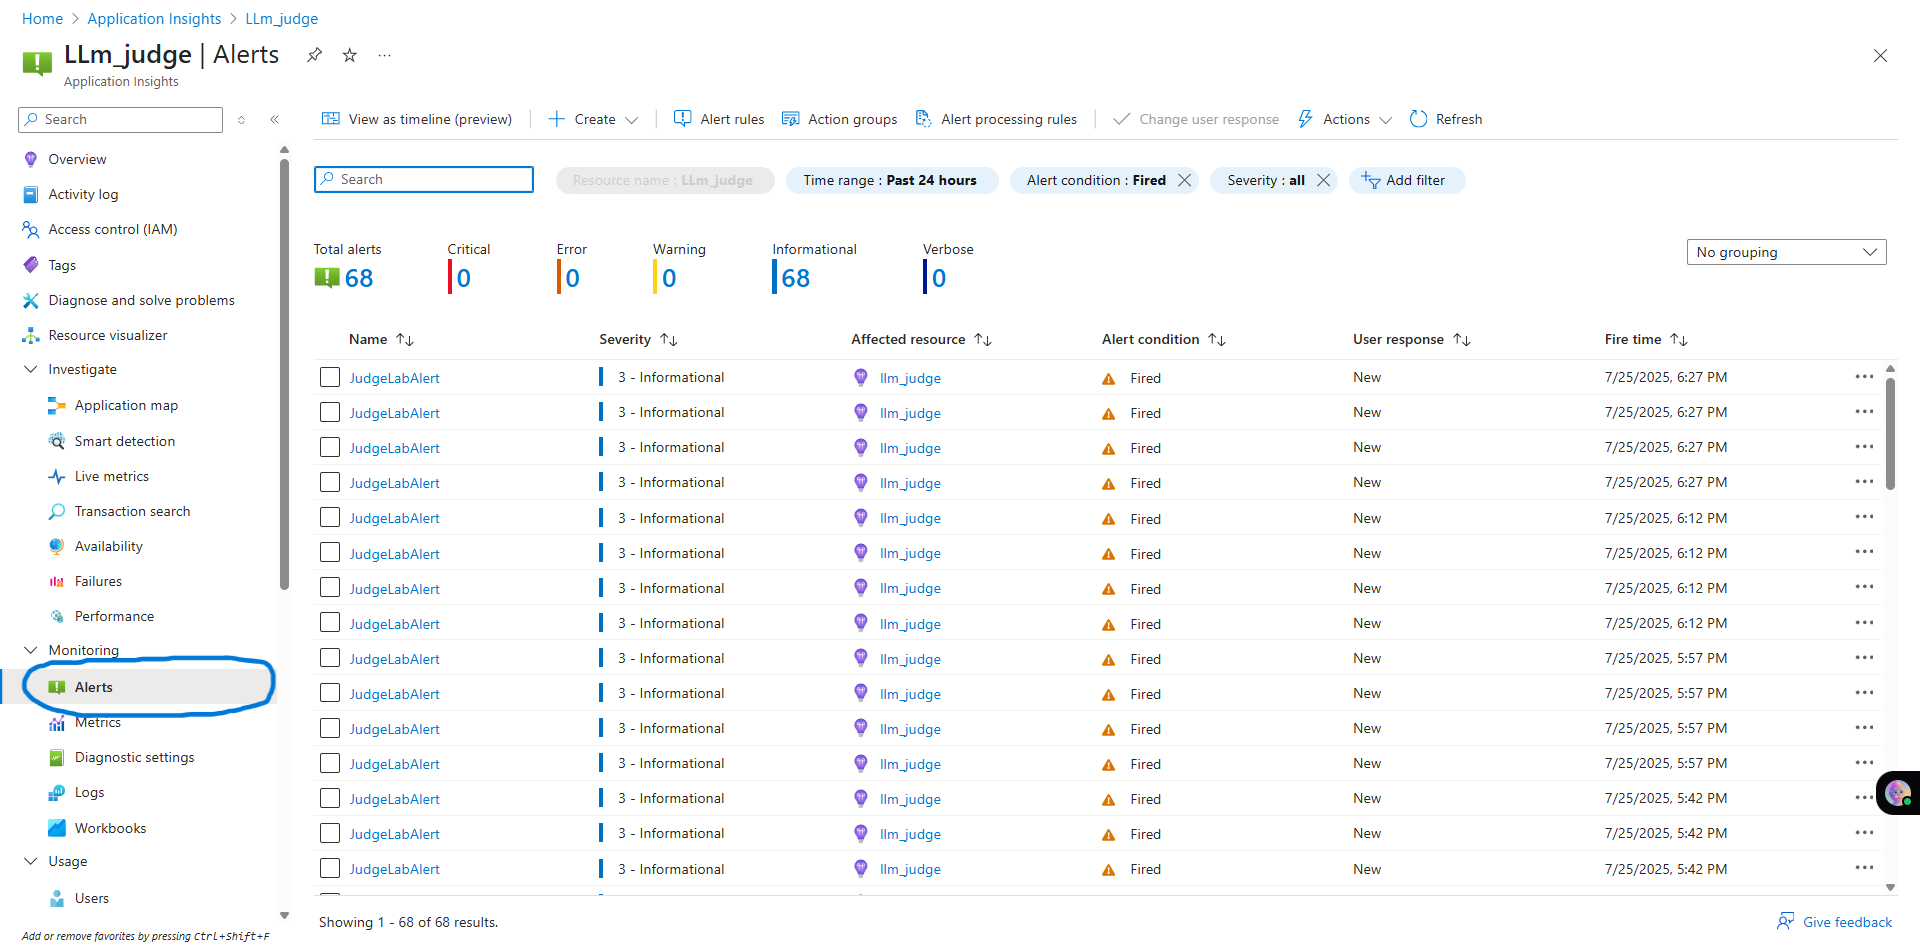 Home > Application Insights > LLm_judge
LLm_judge | Alerts
Application Insights
Search
Overview
Activity log
Access control (IAM)
Tags
Diagnose and solve problems
Resource visualizer
Investigate
Application map
Smart detection
Live metrics
Transaction search
Availability
Failures
Performance
Monitoring
Alerts
Metrics
Diagnostic settings
Logs
Workbooks
Usage
Users
Add or remove favorites by pressing Ctrl+Shift+F
View as timeline (preview) Create Alert rules Action groups Alert processing rules Change user response Actions Refresh
Search Resource name : LLm_judge Time range : Past 24 hours Alert condition : Fired Severity : all Add filter
Total alerts Critical Error Warning Informational Verbose
68 0 0 0 68 0
No grouping
Name Severity Affected resource Alert condition User response Fire time
JudgeLabAlert 3 - Informational llm_judge Fired New 7/25/2025, 6:27 PM
JudgeLabAlert 3 - Informational llm_judge Fired New 7/25/2025, 6:27 PM
JudgeLabAlert 3 - Informational llm_judge Fired New 7/25/2025, 6:27 PM
JudgeLabAlert 3 - Informational llm_judge Fired New 7/25/2025, 6:27 PM
JudgeLabAlert 3 - Informational llm_judge Fired New 7/25/2025, 6:12 PM
JudgeLabAlert 3 - Informational llm_judge Fired New 7/25/2025, 6:12 PM
JudgeLabAlert 3 - Informational llm_judge Fired New 7/25/2025, 6:12 PM
JudgeLabAlert 3 - Informational llm_judge Fired New 7/25/2025, 6:12 PM
JudgeLabAlert 3 - Informational llm_judge Fired New 7/25/2025, 5:57 PM
JudgeLabAlert 3 - Informational llm_judge Fired New 7/25/2025, 5:57 PM
JudgeLabAlert 3 - Informational llm_judge Fired New 7/25/2025, 5:57 PM
JudgeLabAlert 3 - Informational llm_judge Fired New 7/25/2025, 5:57 PM
JudgeLabAlert 3 - Informational llm_judge Fired New 7/25/2025, 5:42 PM
JudgeLabAlert 3 - Informational llm_judge Fired New 7/25/2025, 5:42 PM
JudgeLabAlert 3 - Informational llm_judge Fired New 7/25/2025, 5:42 PM
Showing 1 - 68 of 68 results.
Give feedback